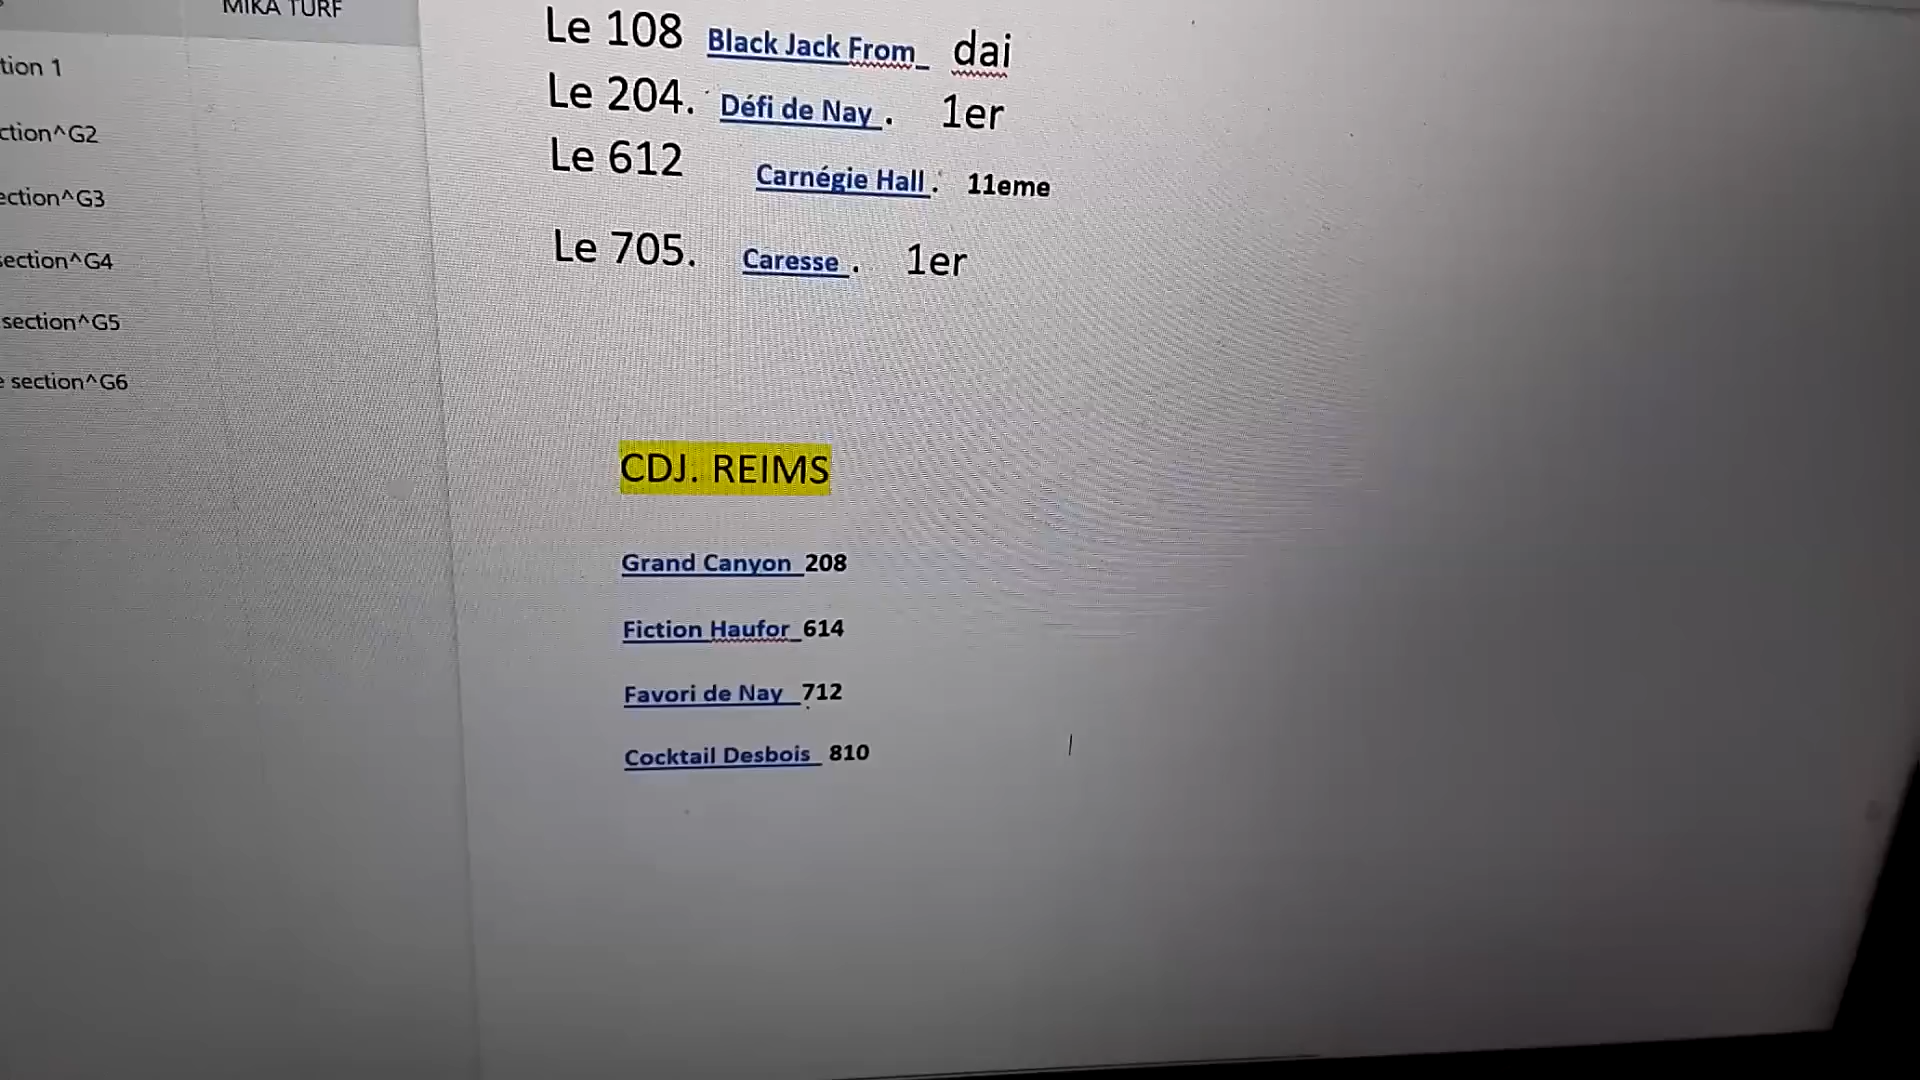 MIKA TURF
tion 1
ction^G2
ection^G3
section^G4
section^G5
e section^G6
Le 108 Black Jack From dai
Le 204. Défi de Nay . 1er
Le 612 Carnégie Hall . 11eme
Le 705. Caresse . 1er
CDJ. REIMS
Grand Canyon 208
Fiction Haufor 614
Favori de Nay 712
Cocktail Desbois 810